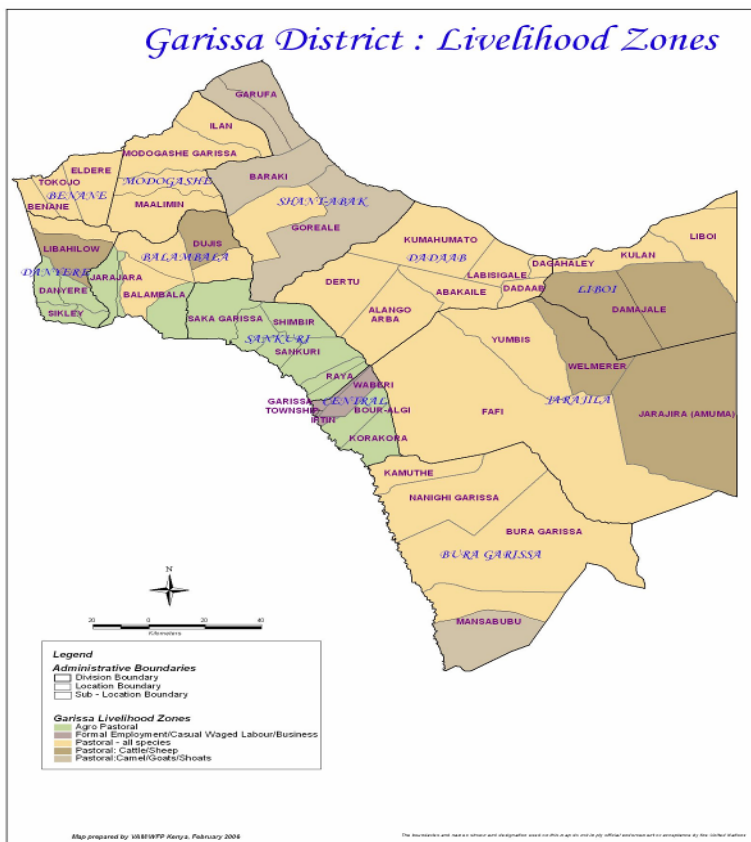 Garissa District : Livelihood Zones
GARUFA
ILAN
MODOGASHE GARISSA
ELDERE
TOKOJO
BENANE
BENANE
MODOGASHE
MAALIMIN
BARAKI
SHANT-ABAK
GOREALE
LIBAHILOW
DUJIS
BALAMBALA
DANYERE
JARAJARA
DANYERE
SIKLEY
BALAMBALA
KUMAHUMATO
DADAAB
LABISIGALE
DAGAHALEY
KULAN
LIBOI
DERTU
ABAKAILE
DADAAB
LIBOI
DAMAJALE
ALANGO
ARBA
SAKA GARISSA
SHIMBIR
SANKURI
SANKURI
YUMBIS
WELMERER
RAYA
WABERI
GARISSA
TOWNSHIP
CENTRAL
IFTIN
BOUR-ALGI
FAFI
JARAJILA
JARAJIRA (AMUMA)
KORAKORA
KAMUTHE
NANIGHI GARISSA
BURA GARISSA
BURA GARISSA
MANSABUBU
N
20 0 20 40
Kilometers
Legend
Administrative Boundaries
Division Boundary
Location Boundary
Sub - Location Boundary
Garissa Livelihood Zones
Agro Pastoral
Formal Employment/Casual Waged Labour/Business
Pastoral - all species
Pastoral: Cattle/Sheep
Pastoral:Camel/Goats/Shoats
Map prepared by VAM/WFP Kenya, February 2006